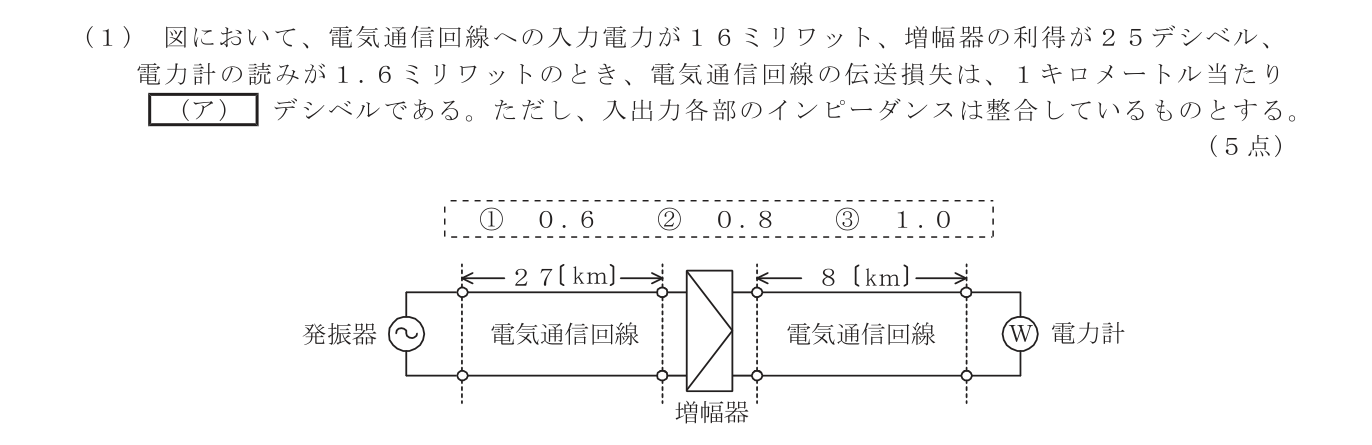 (1) 図において、電気通信回線への入力電力が16ミリワット、増幅器の利得が25デシベル、
電力計の読みが1.6ミリワットのとき、電気通信回線の伝送損失は、1キロメートル当たり
(ア) デシベルである。ただし、入出力各部のインピーダンスは整合しているものとする。
(5点)
① 0.6 ② 0.8 ③ 1.0
27〔km〕 8〔km〕
発振器 電気通信回線 電気通信回線 W 電力計
増幅器